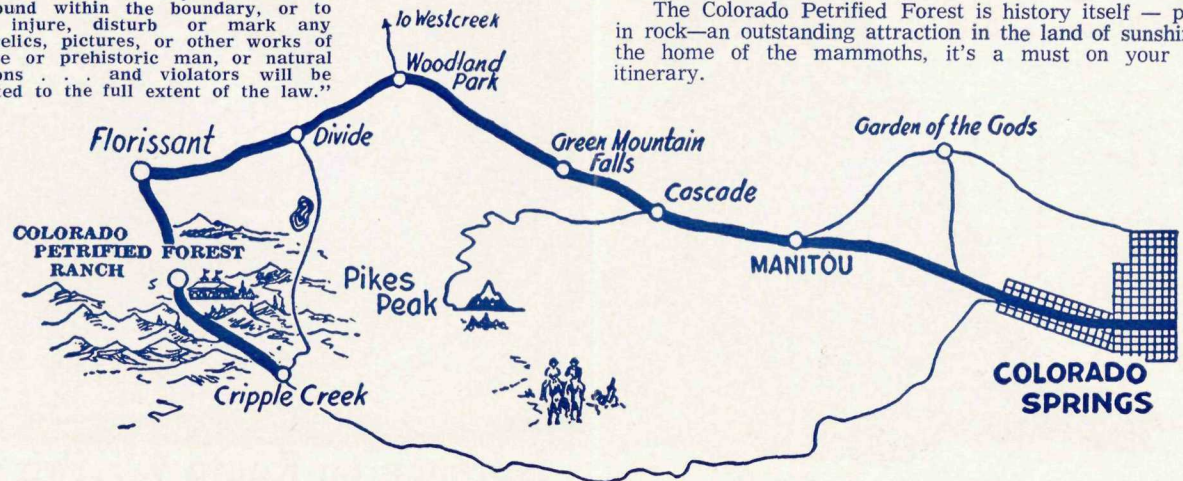 ound within the boundary, or to
injure, disturb or mark any
elics, pictures, or other works of
e or prehistoric man, or natural
ons . . . and violators will be
ted to the full extent of the law."
The Colorado Petrified Forest is history itself — p
in rock—an outstanding attraction in the land of sunshi
the home of the mammoths, it's a must on your
itinerary.
To Westcreek
Woodland
Park
Florissant
Divide
Green Mountain
Falls
Garden of the Gods
Cascade
COLORADO
PETRIFIED FOREST
RANCH
Pikes
Peak
MANITOU
Cripple Creek
COLORADO
SPRINGS